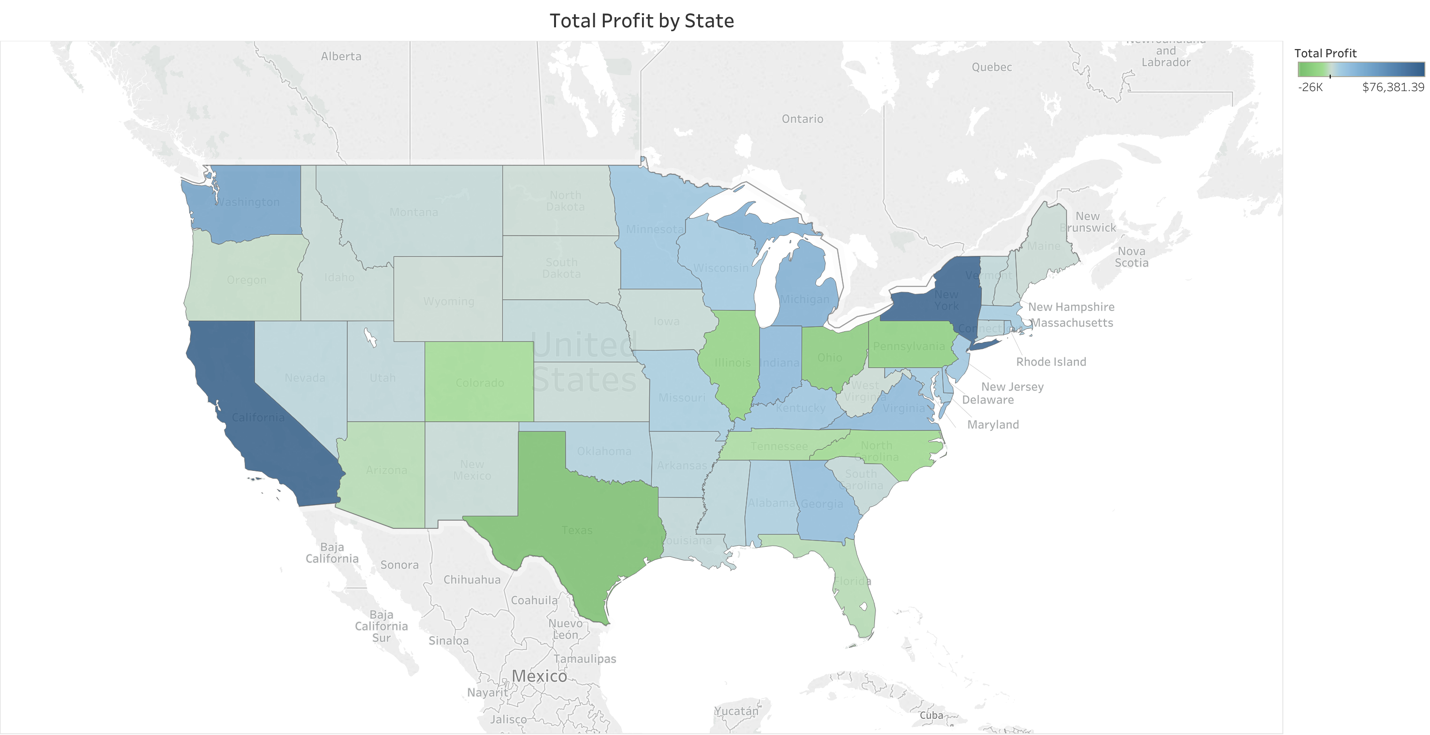 Total Profit by State
Total Profit
-26K
$76,381.39
Newfoundland
and
Labrador
Alberta
Quebec
Ontario
Washington
Montana
North
Dakota
Minnesota
New
Brunswick
Maine
Nova
Scotia
Oregon
Idaho
South
Dakota
Wisconsin
Vermont
Wyoming
Michigan
New
York
New Hampshire
Massachusetts
Iowa
Connect
United
States
Pennsylvania
Illinois
Indiana
Ohio
Rhode Island
Nevada
Utah
Colorado
New Jersey
Delaware
West
Virginia
Missouri
Kentucky
Virginia
California
Maryland
Tennessee
North
Carolina
Oklahoma
Arizona
New
Mexico
Arkansas
South
Carolina
Alabama
Georgia
Texas
Louisiana
Baja
California
Sonora
Chihuahua
Florida
Coahuila
Baja
California
Sur
Nuevo
León
Sinaloa
Tamaulipas
Mexico
Nayarit
Jalisco
Yucatán
Cuba